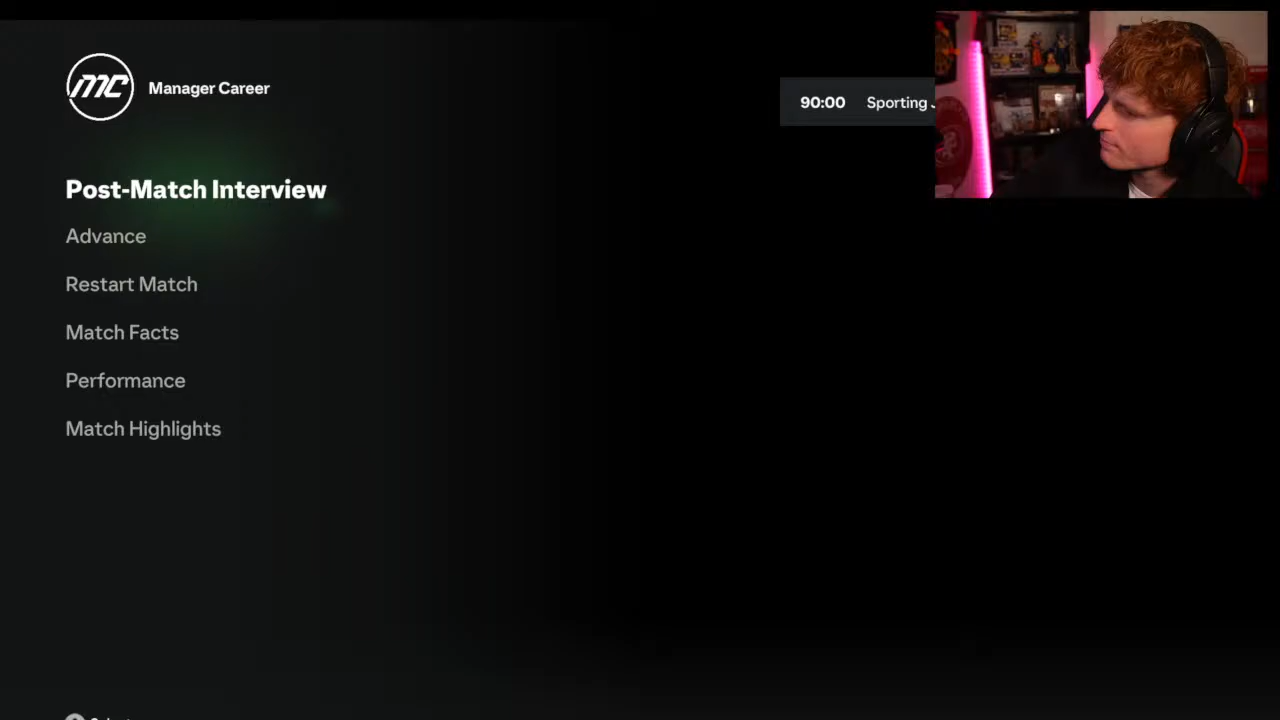 MC Manager Career
90:00 Sporting
Post-Match Interview
Advance
Restart Match
Match Facts
Performance
Match Highlights